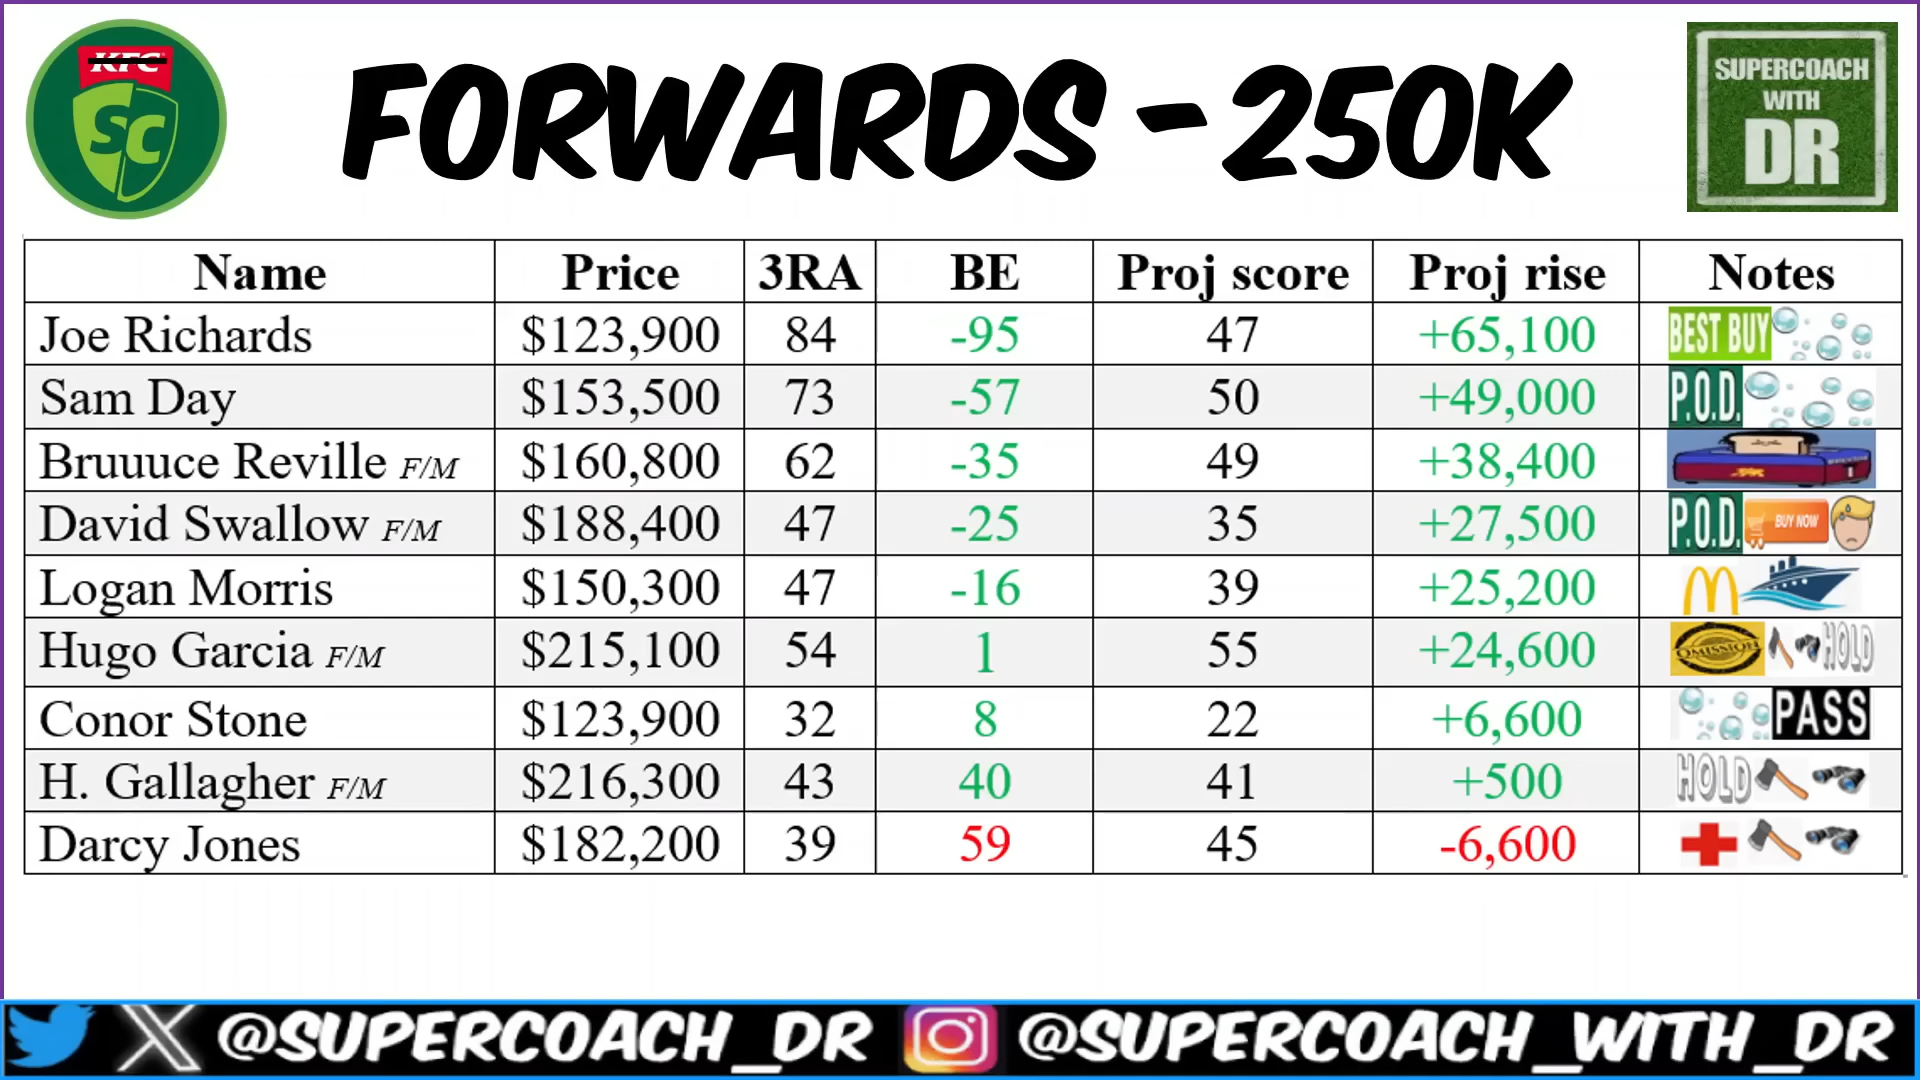 KFC
SC
FORWARDS - 250K
SUPERCOACH
WITH
DR
Name Price 3RA BE Proj score Proj rise Notes
Joe Richards $123,900 84 -95 47 +65,100 BEST BUY
Sam Day $153,500 73 -57 50 +49,000 P.O.D.
Bruuuce Reville F/M $160,800 62 -35 49 +38,400
David Swallow F/M $188,400 47 -25 35 +27,500 P.O.D. BUY NOW
Logan Morris $150,300 47 -16 39 +25,200
Hugo Garcia F/M $215,100 54 1 55 +24,600 OMISSION HOLD
Conor Stone $123,900 32 8 22 +6,600 PASS
H. Gallagher F/M $216,300 43 40 41 +500 HOLD
Darcy Jones $182,200 39 59 45 -6,600
@SUPERCOACH_DR @SUPERCOACH_WITH_DR